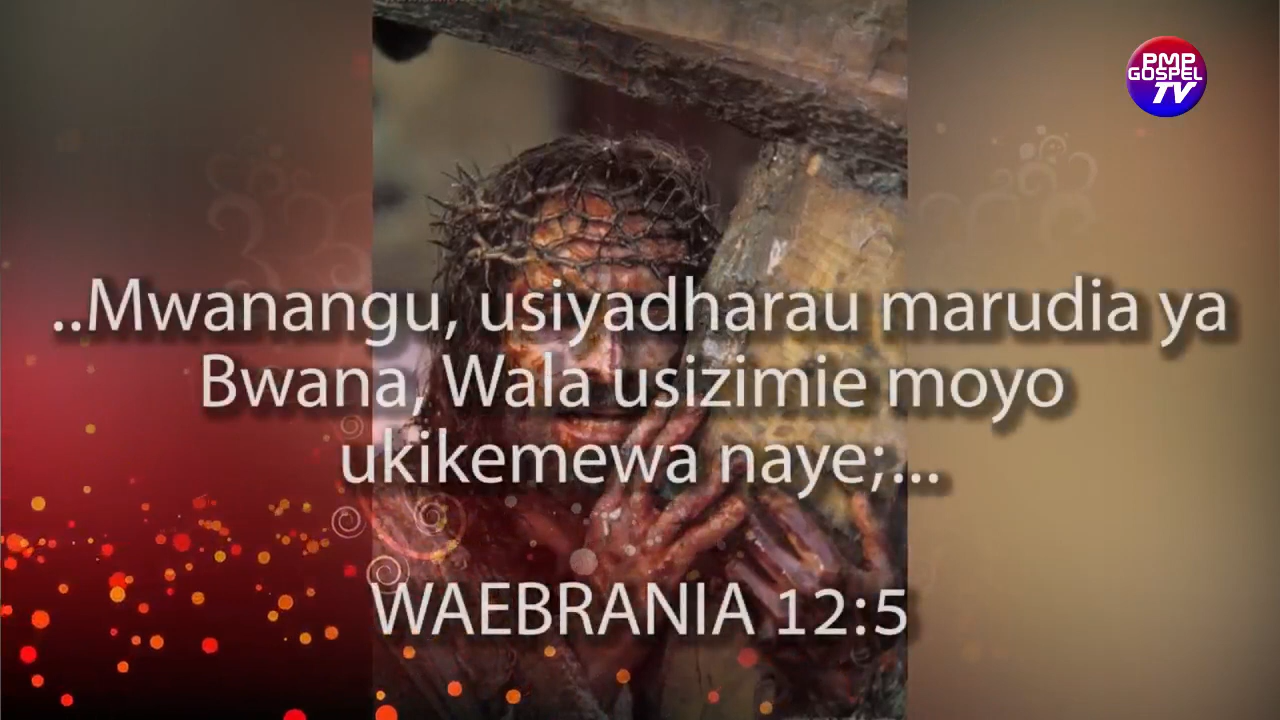 PMP
GOSPEL
TV
..Mwanangu, usiyadharau marudia ya
Bwana, Wala usizimie moyo
ukikemewa naye;...
WAEBRANIA 12:5